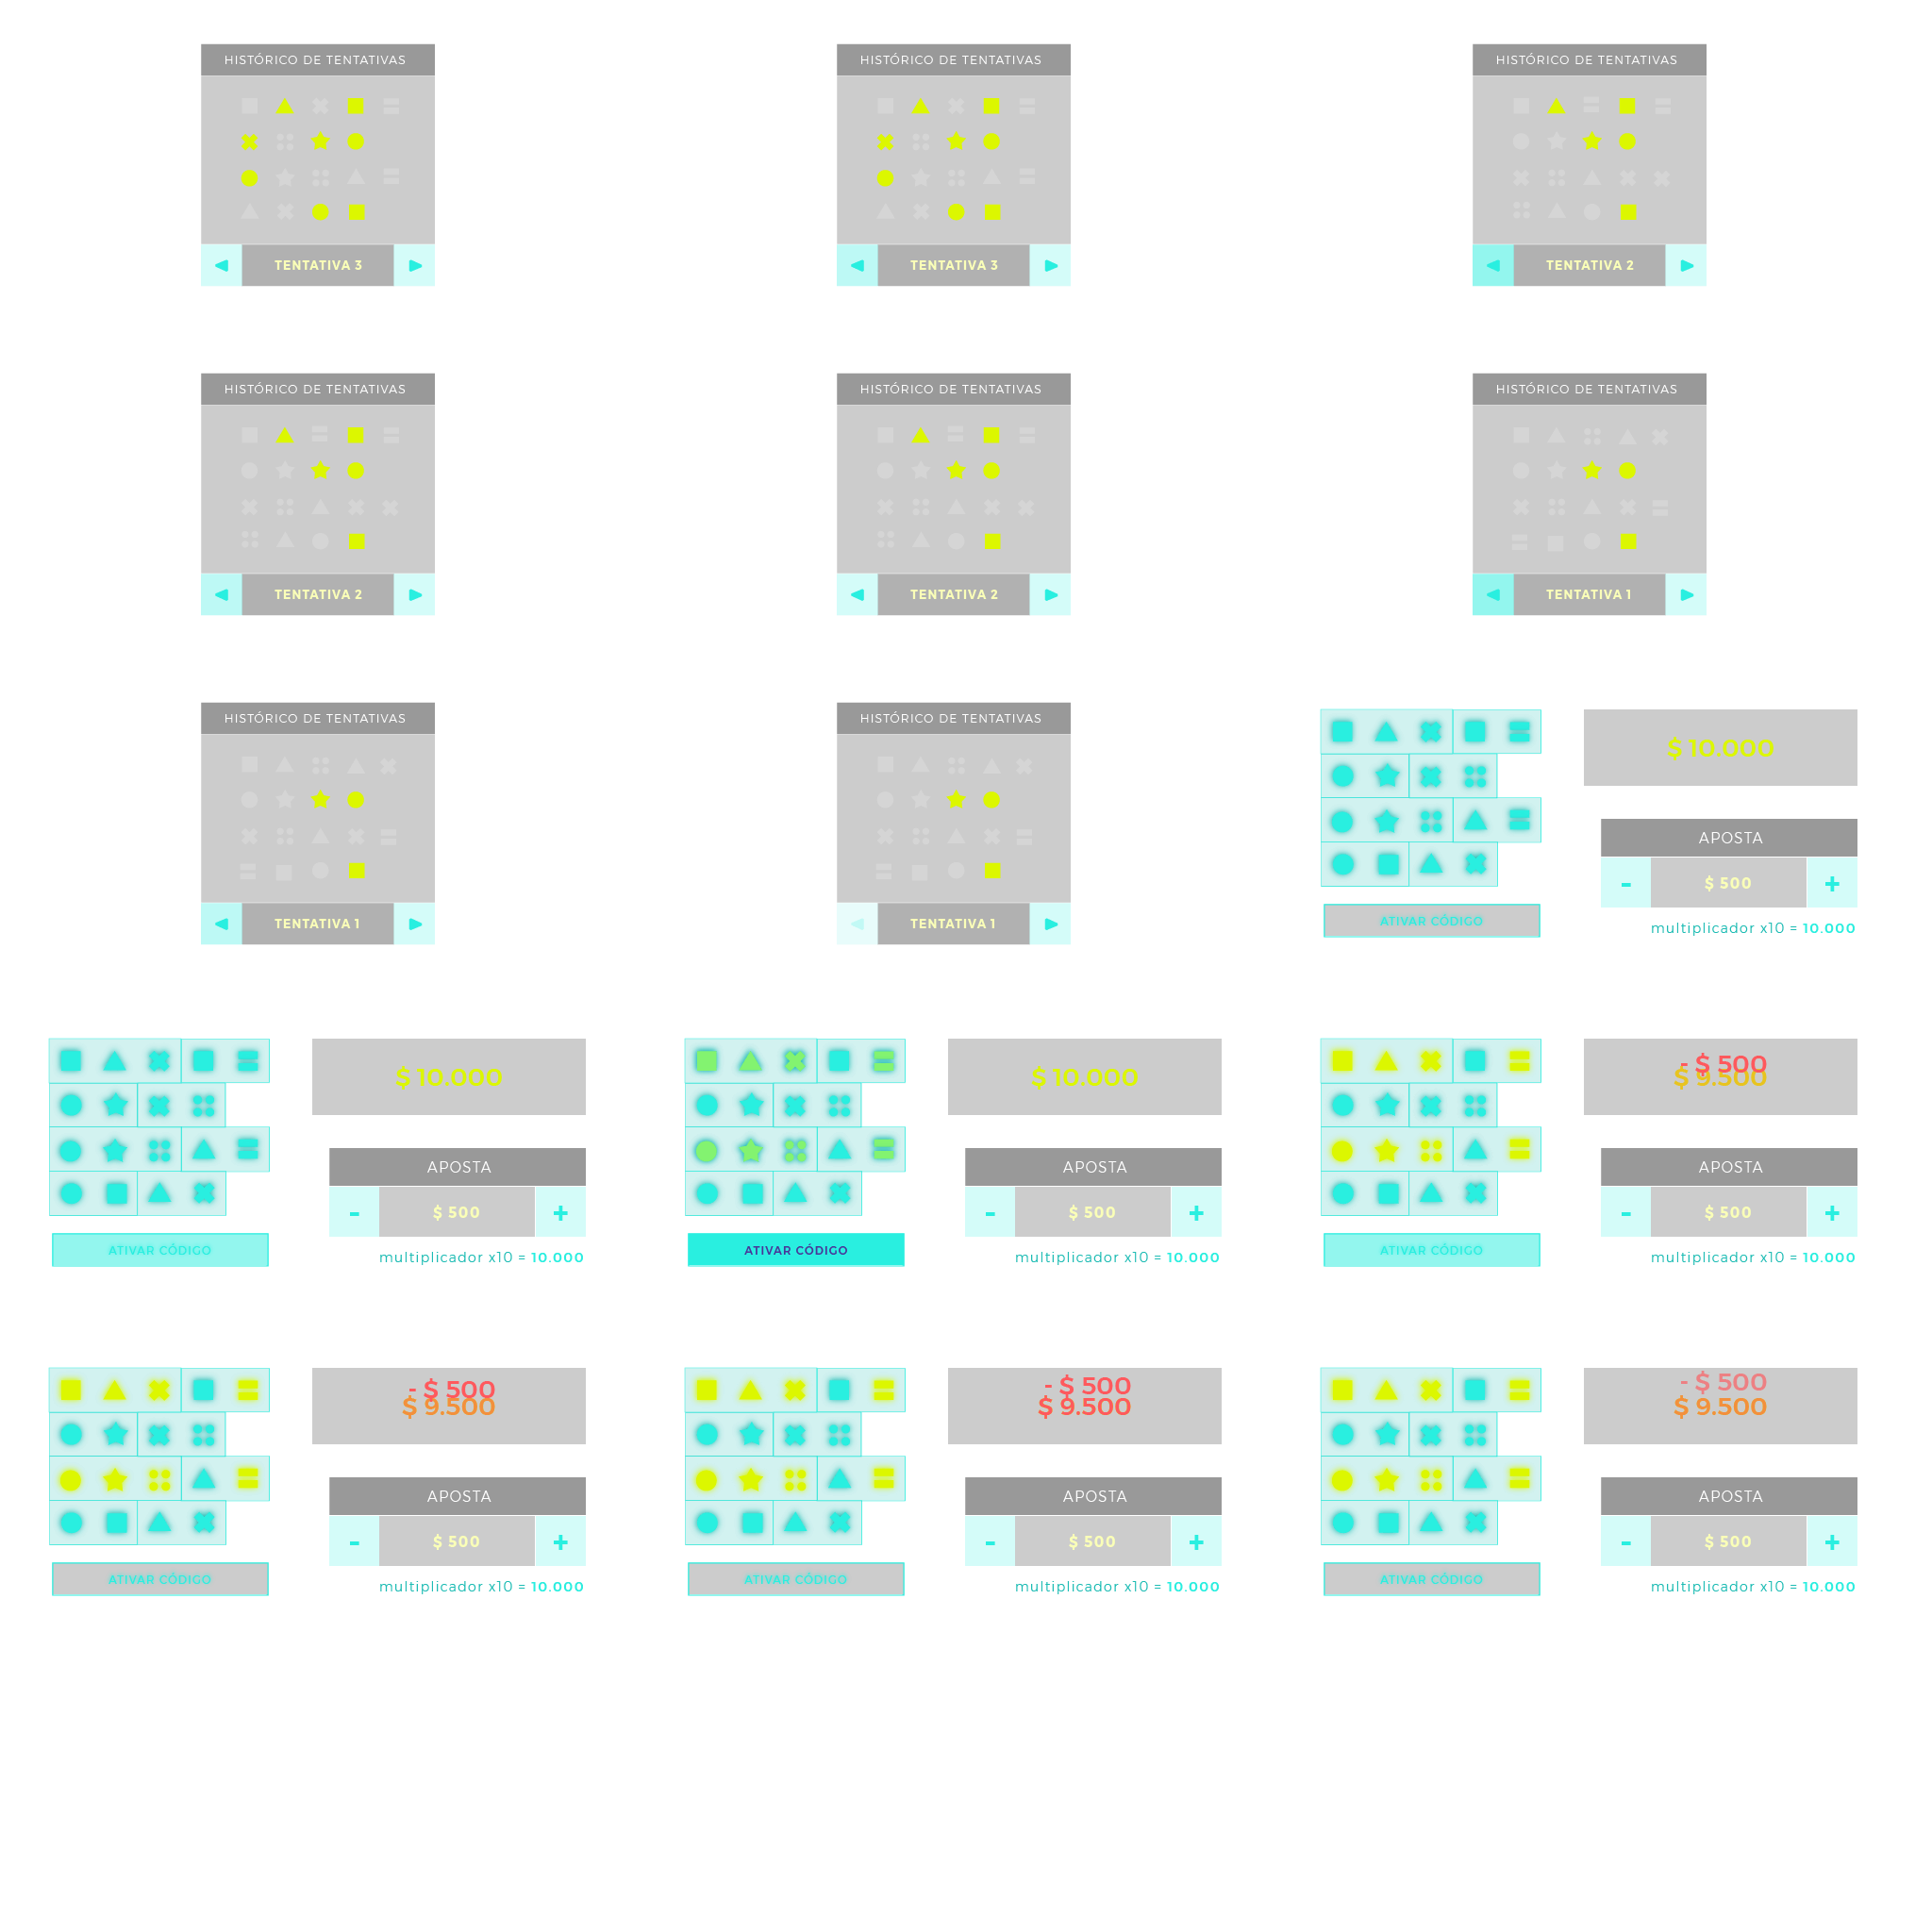 HISTÓRICO DE TENTATIVAS
HISTÓRICO DE TENTATIVAS
HISTÓRICO DE TENTATIVAS
TENTATIVA 3
TENTATIVA 3
TENTATIVA 2
HISTÓRICO DE TENTATIVAS
HISTÓRICO DE TENTATIVAS
HISTÓRICO DE TENTATIVAS
TENTATIVA 2
TENTATIVA 2
TENTATIVA 1
HISTÓRICO DE TENTATIVAS
HISTÓRICO DE TENTATIVAS
TENTATIVA 1
TENTATIVA 1
$ 10.000
APOSTA
- $ 500 +
ATIVAR CÓDIGO
multiplicador x10 = 10.000
$ 10.000
APOSTA
- $ 500 +
ATIVAR CÓDIGO
multiplicador x10 = 10.000
$ 10.000
APOSTA
- $ 500 +
ATIVAR CÓDIGO
multiplicador x10 = 10.000
- $ 500
$ 9.500
APOSTA
- $ 500 +
ATIVAR CÓDIGO
multiplicador x10 = 10.000
- $ 500
$ 9.500
APOSTA
- $ 500 +
ATIVAR CÓDIGO
multiplicador x10 = 10.000
- $ 500
$ 9.500
APOSTA
- $ 500 +
ATIVAR CÓDIGO
multiplicador x10 = 10.000
- $ 500
$ 9.500
APOSTA
- $ 500 +
ATIVAR CÓDIGO
multiplicador x10 = 10.000